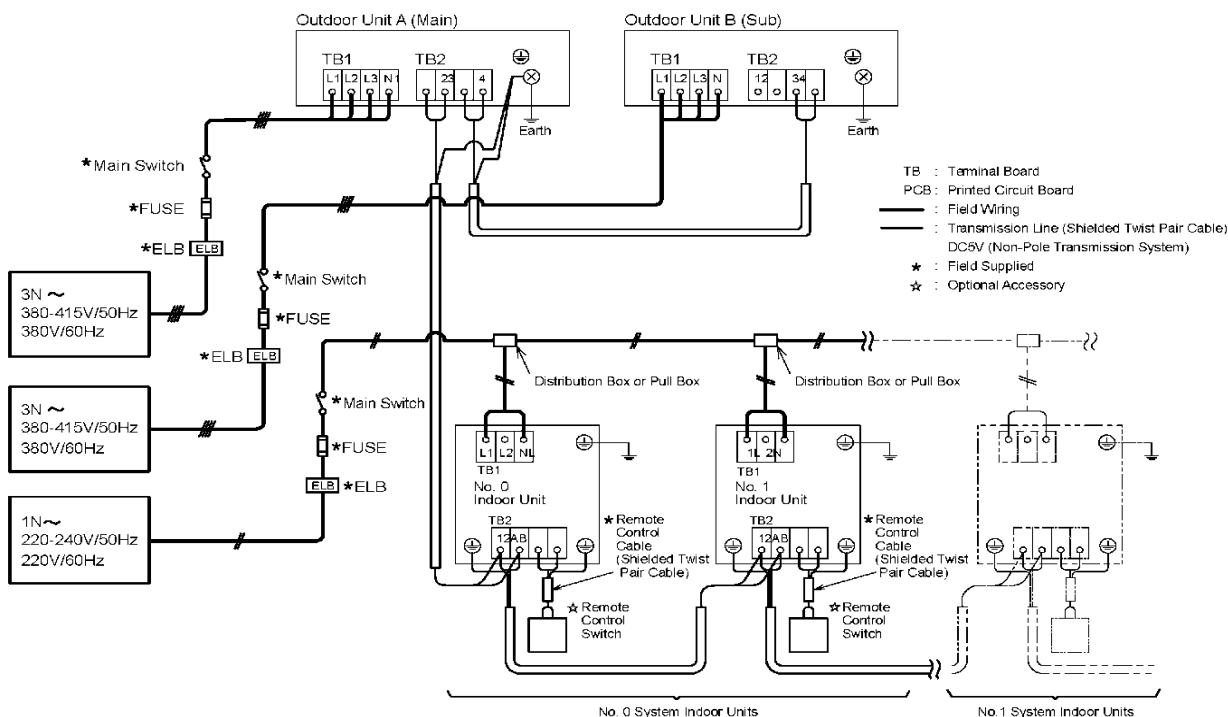 Outdoor Unit A (Main)
TB1
TB2
L1 L2 L3 N1
23 4
Earth
Outdoor Unit B (Sub)
TB1
TB2
L1 L2 L3 N
12 34
Earth
*Main Switch
*FUSE
*ELB ELB
3N ~
380-415V/50Hz
380V/60Hz
*Main Switch
*FUSE
*ELB ELB
3N ~
380-415V/50Hz
380V/60Hz
*Main Switch
*FUSE
ELB *ELB
1N~
220-240V/50Hz
220V/60Hz
TB : Terminal Board
PCB : Printed Circuit Board
: Field Wiring
: Transmission Line (Shielded Twist Pair Cable)
DC5V (Non-Pole Transmission System)
★ : Field Supplied
☆ : Optional Accessory
Distribution Box or Pull Box
Distribution Box or Pull Box
L1 L2 NL
TB1
No. 0
Indoor Unit
TB2
12AB
*Remote
Control
Cable
(Shielded Twist
Pair Cable)
☆Remote
Control
Switch
1L 2N
TB1
No. 1
Indoor Unit
TB2
12AB
*Remote
Control
Cable
(Shielded Twist
Pair Cable)
☆Remote
Control
Switch
No. 0 System Indoor Units
No.1 System Indoor Units